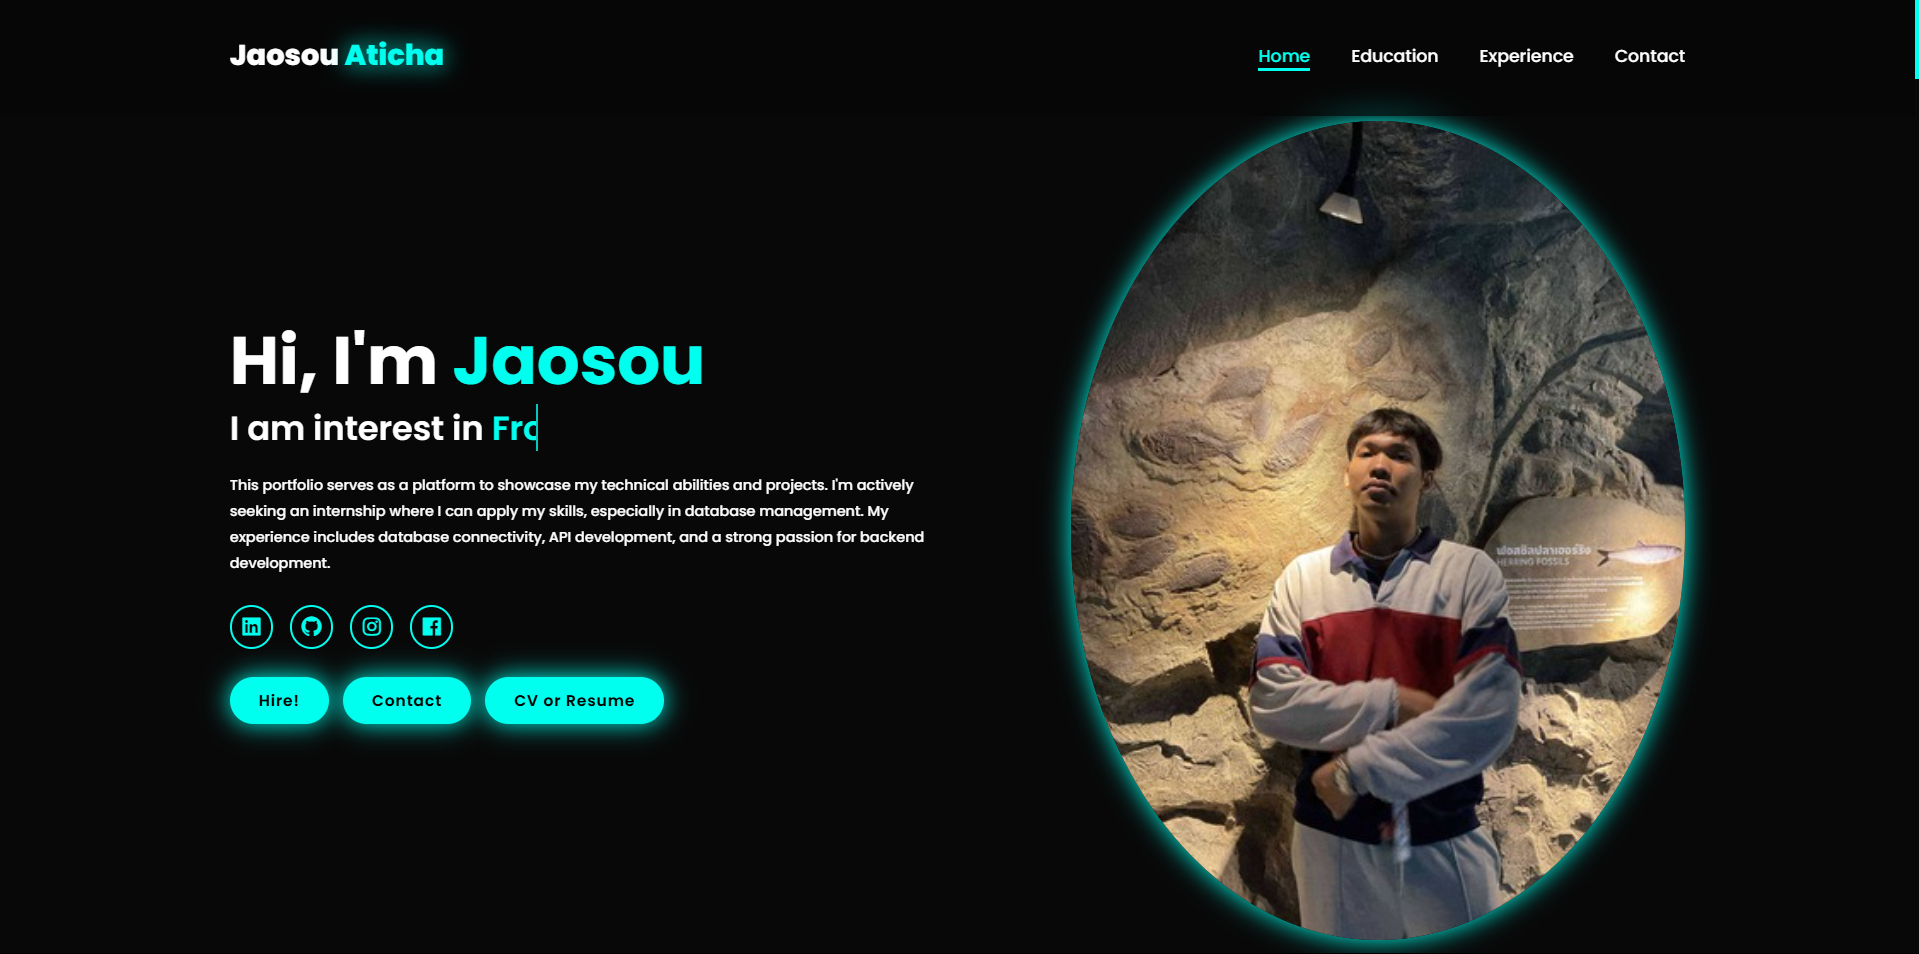 Jaosou Aticha
Home Education Experience Contact
Hi, I'm Jaosou
I am interest in Fro
This portfolio serves as a platform to showcase my technical abilities and projects. I'm actively
seeking an internship where I can apply my skills, especially in database management. My
experience includes database connectivity, API development, and a strong passion for backend
development.
Hire! Contact CV or Resume
ฟอสซิลปลาเฮอร์ริง
HERRING FOSSILS